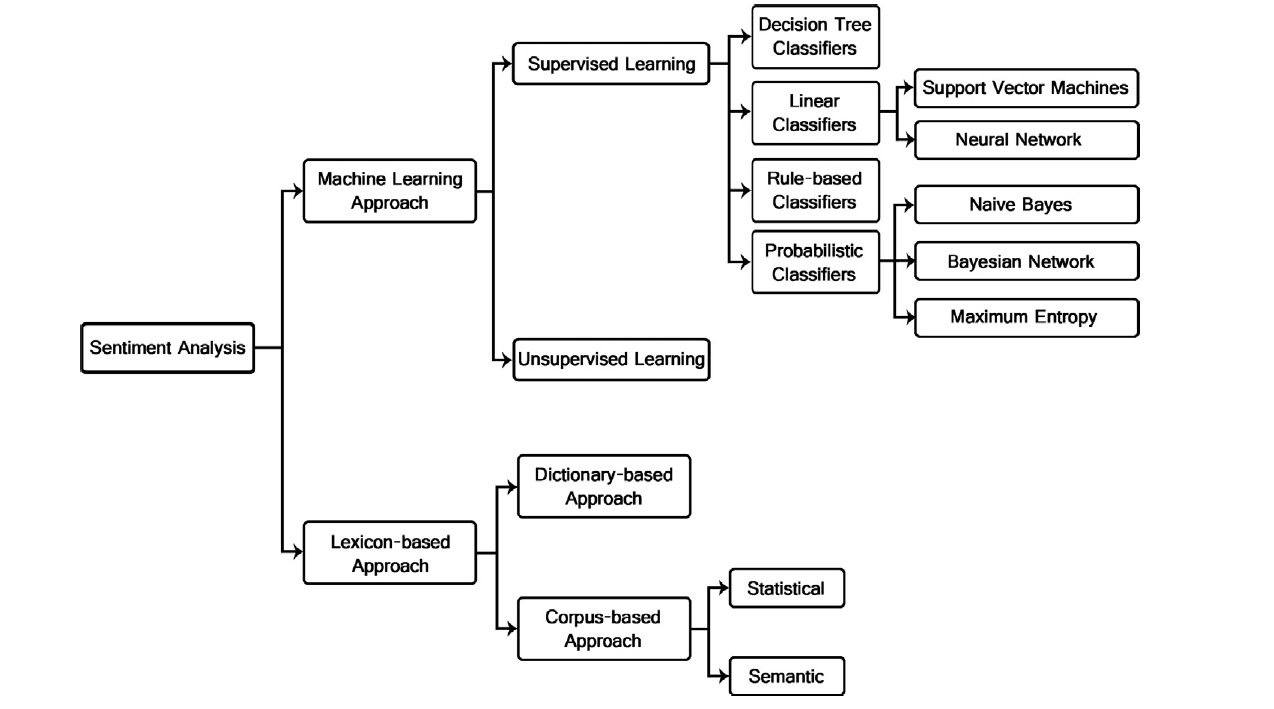 Decision Tree
Classifiers
Supervised Learning
Support Vector Machines
Linear
Classifiers
Neural Network
Machine Learning
Approach
Rule-based
Classifiers
Naive Bayes
Probabilistic
Classifiers
Bayesian Network
Maximum Entropy
Sentiment Analysis
Unsupervised Learning
Dictionary-based
Approach
Lexicon-based
Approach
Statistical
Corpus-based
Approach
Semantic